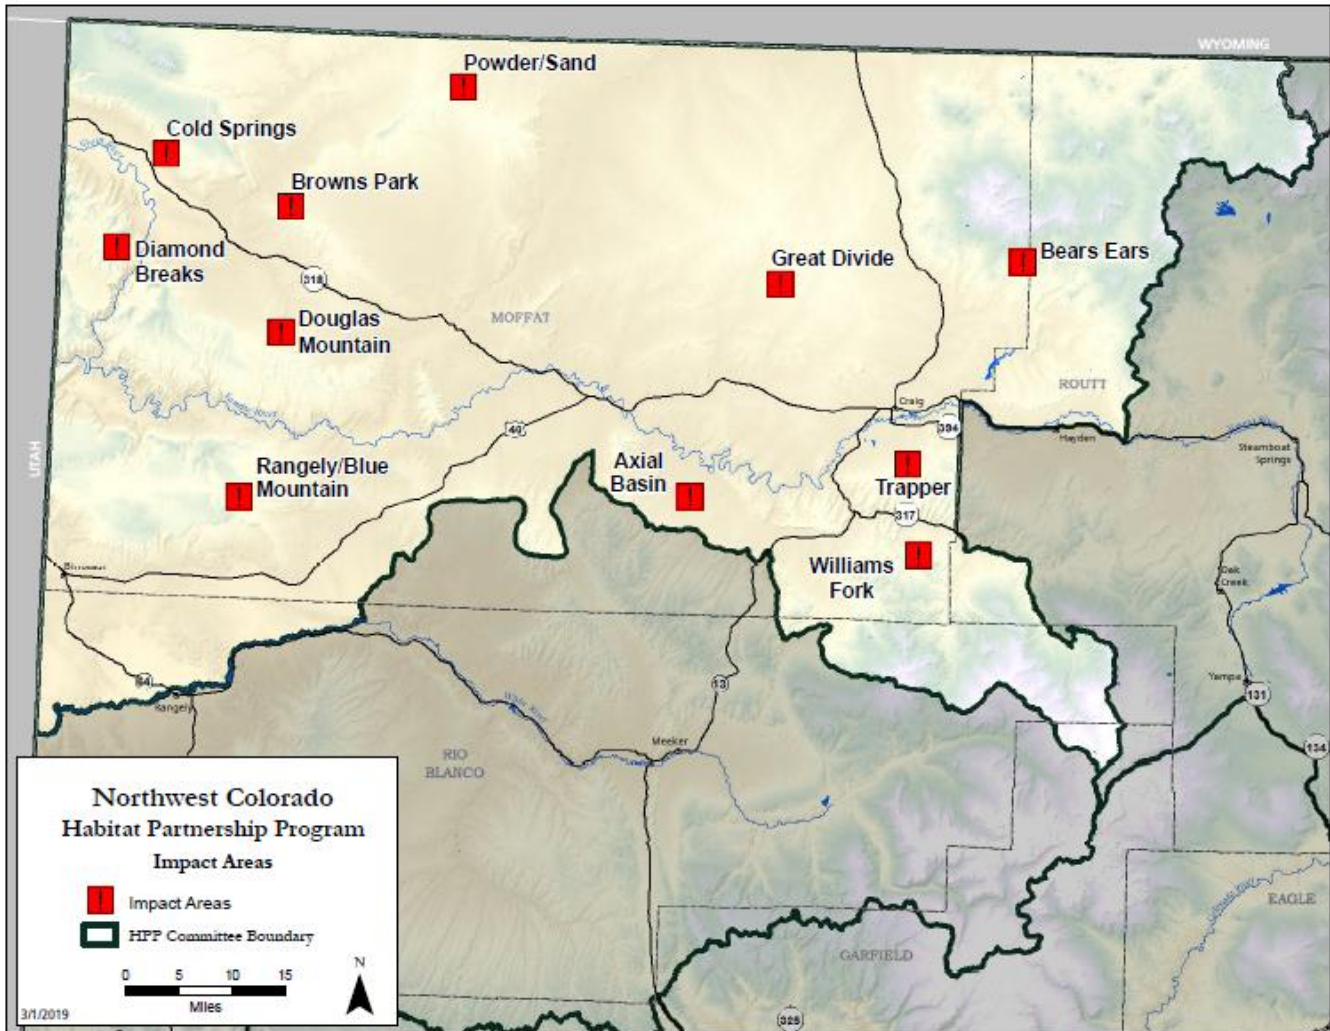 WYOMING
Powder/Sand
Cold Springs
Browns Park
Diamond
Breaks
Great Divide
Bears Ears
318
Douglas
Mountain
MOFFAT
ROUTT
Craig
394
Hayden
Steamboat
Springs
40
UTAH
Rangely/Blue
Mountain
Axial
Basin
Trapper
317
Williams
Fork
Oak
Creek
64
Rangely
White River
13
Yampa
131
Meeker
134
RIO
BLANCO
Northwest Colorado
Habitat Partnership Program
Impact Areas
Impact Areas
HPP Committee Boundary
0 5 10 15
Miles
N
3/1/2019
EAGLE
GARFIELD
325